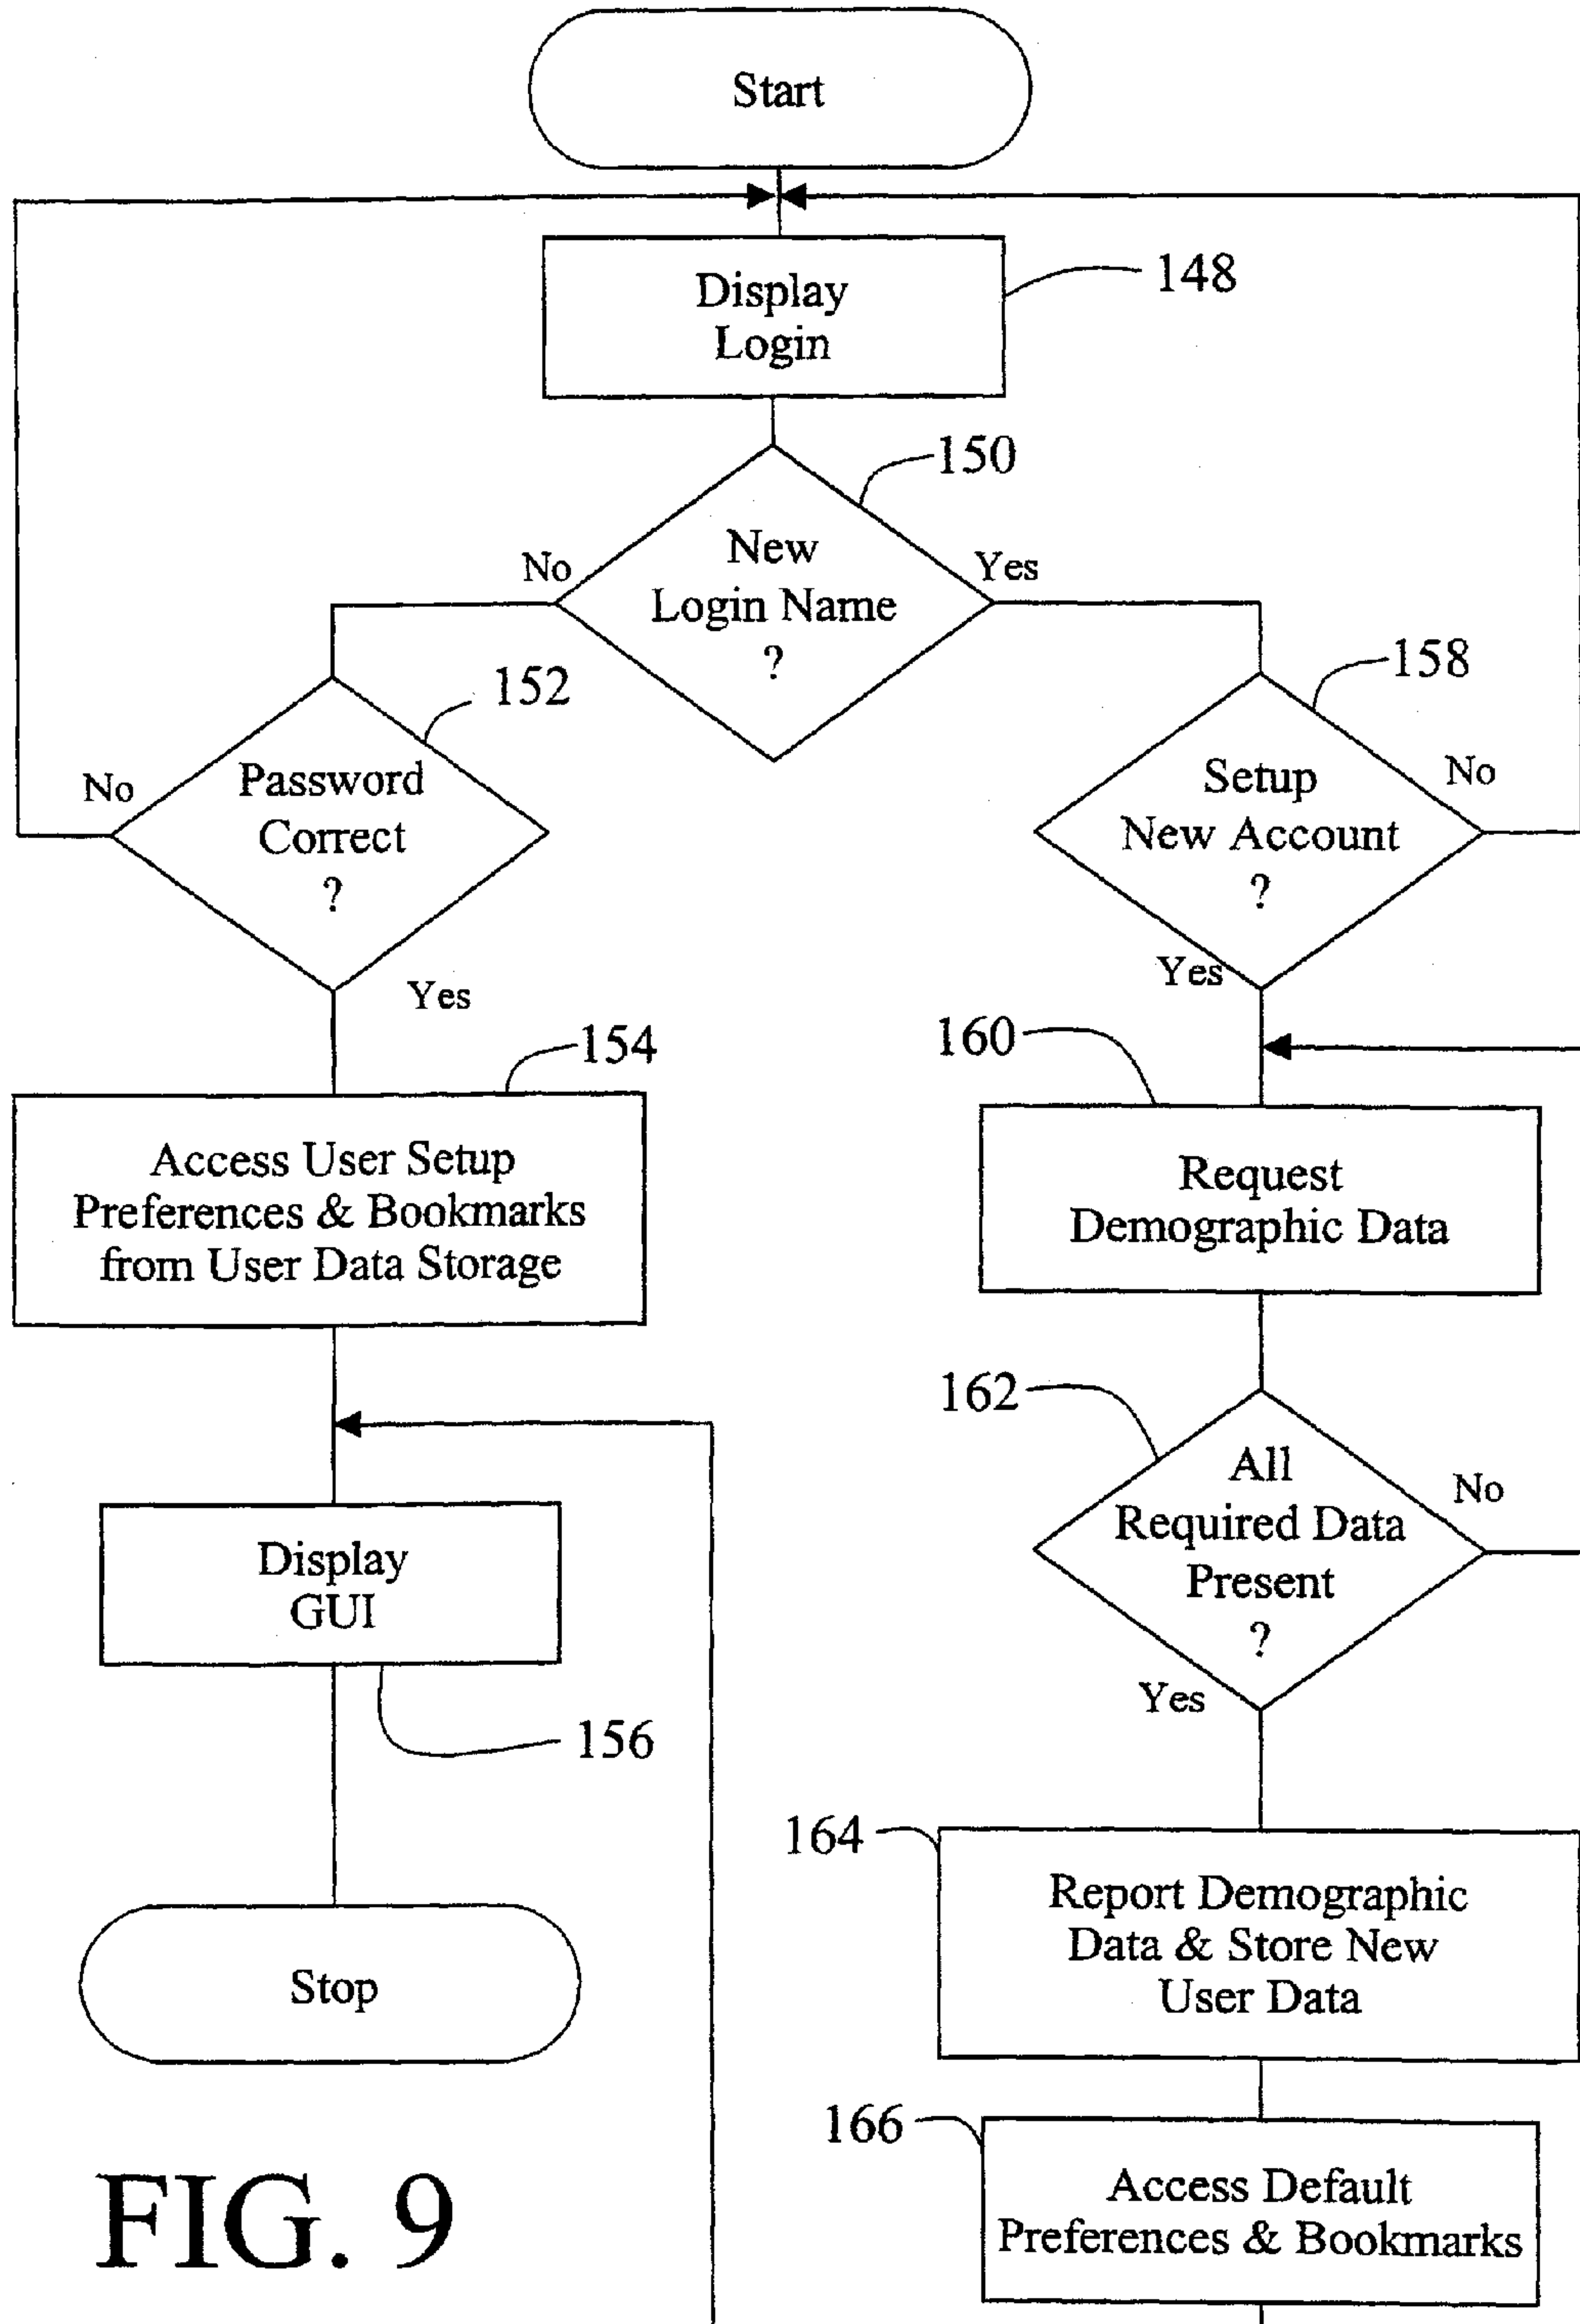 Start
Display
Login
148
150
New
Login Name
?
No
Yes
152
Password
Correct
?
No
Yes
158
Setup
New Account
?
No
Yes
154
Access User Setup
Preferences & Bookmarks
from User Data Storage
160
Request
Demographic Data
162
All
Required Data
Present
?
No
Yes
Display
GUI
156
Stop
164
Report Demographic
Data & Store New
User Data
166
Access Default
Preferences & Bookmarks
FIG. 9